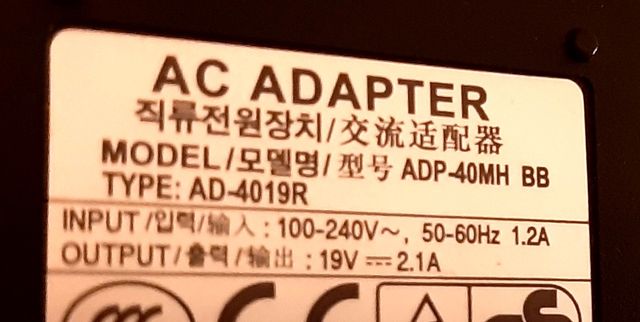 AC ADAPTER
직류전원장치/交流适配器
MODEL/모델명/型号 ADP-40MH BB
TYPE: AD-4019R
INPUT/입력/输入: 100-240V~, 50-60Hz 1.2A
OUTPUT/출력/输出: 19V⎓2.1A